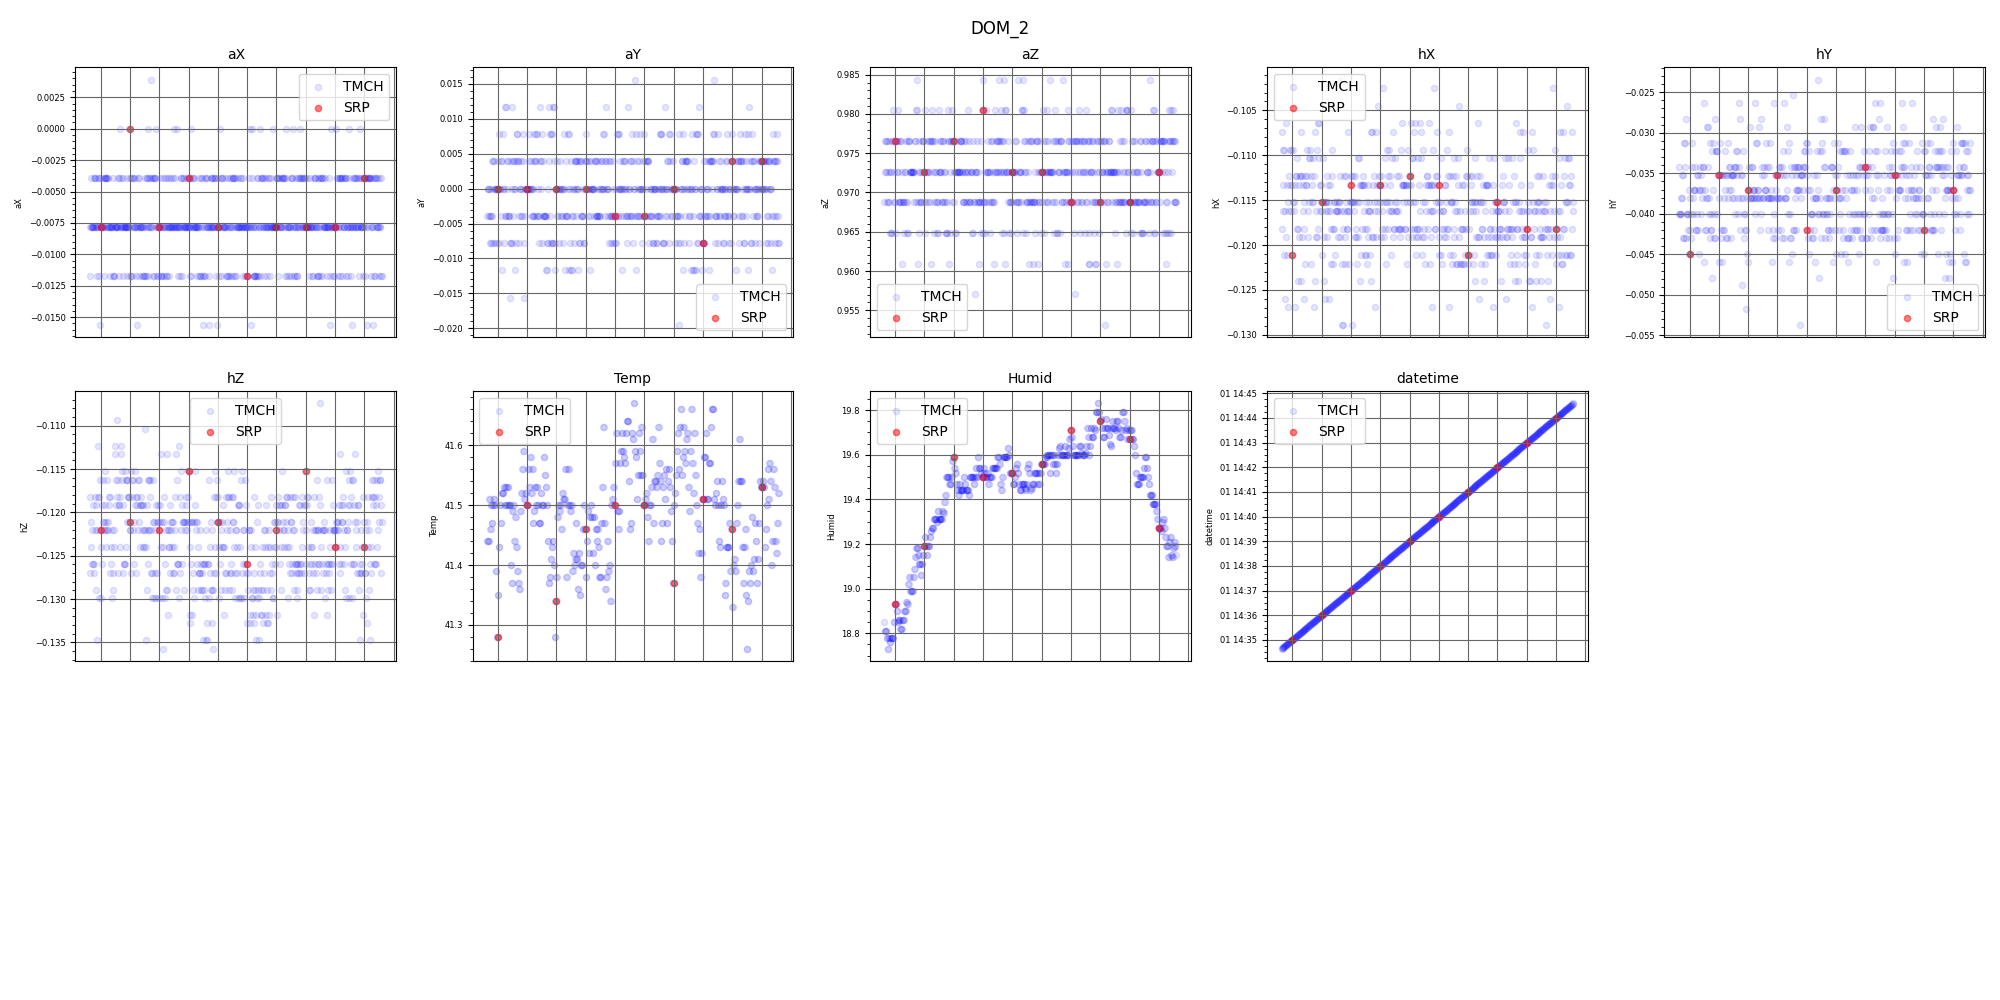 DOM_2
aX
aY
aZ
hX
hY
TMCH
SRP
0.0025
0.0000
−0.0025
−0.0050
−0.0075
−0.0100
−0.0125
−0.0150
aX
0.015
0.010
0.005
0.000
−0.005
−0.010
−0.015
−0.020
aY
TMCH
SRP
0.985
0.980
0.975
0.970
0.965
0.960
0.955
aZ
TMCH
SRP
TMCH
SRP
−0.105
−0.110
−0.115
−0.120
−0.125
−0.130
hX
−0.025
−0.030
−0.035
−0.040
−0.045
−0.050
−0.055
hY
TMCH
SRP
hZ
Temp
Humid
datetime
TMCH
SRP
−0.110
−0.115
−0.120
−0.125
−0.130
−0.135
hZ
TMCH
SRP
41.6
41.5
41.4
41.3
Temp
TMCH
SRP
19.8
19.6
19.4
19.2
19.0
18.8
Humid
TMCH
SRP
01 14:45
01 14:44
01 14:43
01 14:42
01 14:41
01 14:40
01 14:39
01 14:38
01 14:37
01 14:36
01 14:35
datetime